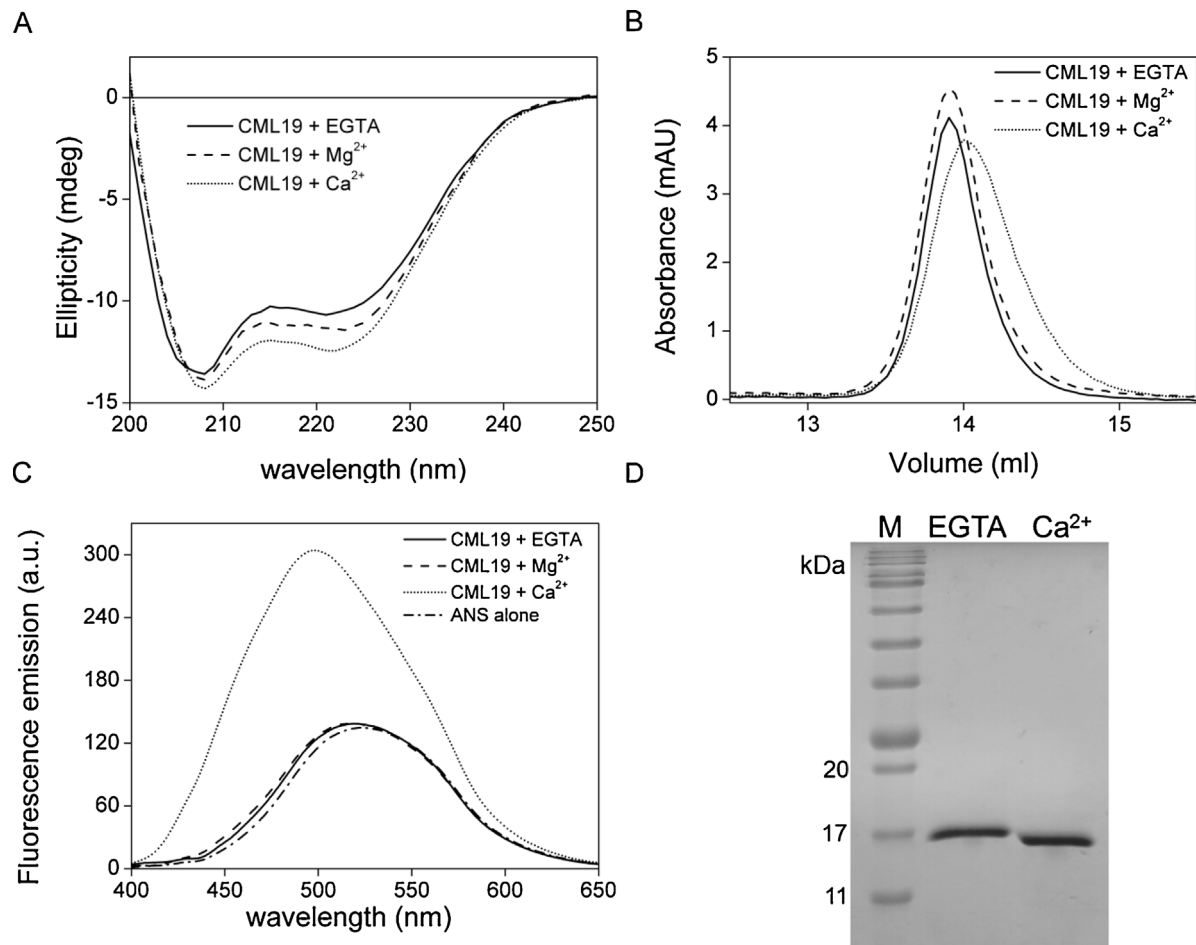 A
0
-5
-10
-15
200 210 220 230 240 250
Ellipticity (mdeg)
wavelength (nm)
CML19 + EGTA
CML19 + Mg²⁺
CML19 + Ca²⁺
B
5
4
3
2
1
0
13 14 15
Absorbance (mAU)
Volume (ml)
CML19 + EGTA
CML19 + Mg²⁺
CML19 + Ca²⁺
C
300
240
180
120
60
0
400 450 500 550 600 650
Fluorescence emission (a.u.)
wavelength (nm)
CML19 + EGTA
CML19 + Mg²⁺
CML19 + Ca²⁺
ANS alone
D
M EGTA Ca²⁺
kDa
20
17
11